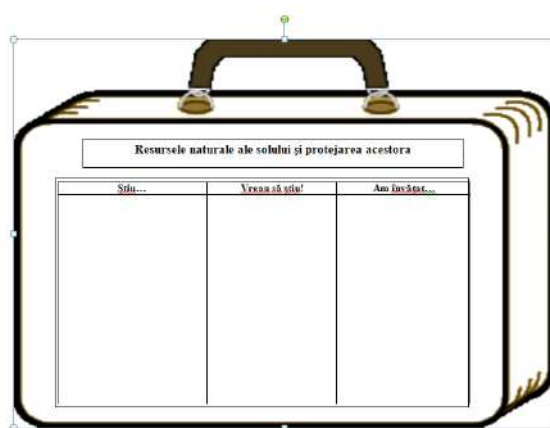 Resursele naturale ale solului și protejarea acestora
Știu... Vreau să știu! Am învățat...